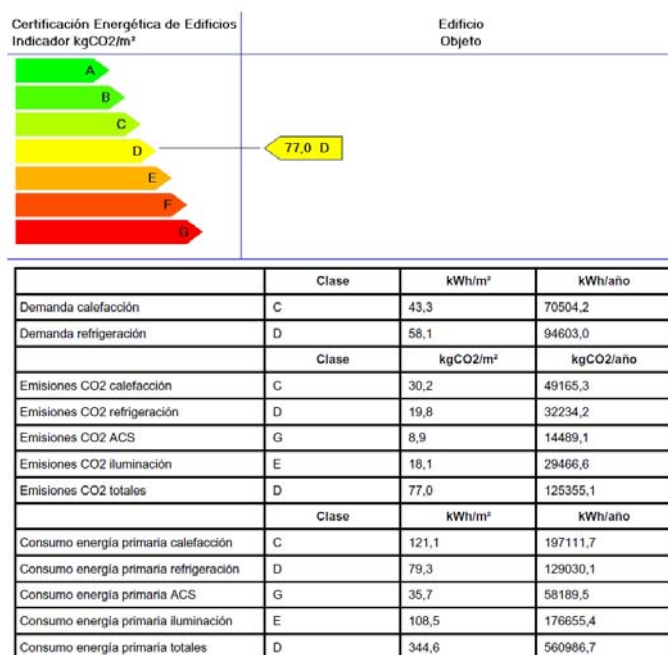 Certificación Energética de Edificios
Indicador kgCO2/m²
Edificio
Objeto
A
B
C
D
77,0 D
E
F
G
Clase kWh/m² kWh/año
Demanda calefacción C 43,3 70504,2
Demanda refrigeración D 58,1 94603,0
Clase kgCO2/m² kgCO2/año
Emisiones CO2 calefacción C 30,2 49165,3
Emisiones CO2 refrigeración D 19,8 32234,2
Emisiones CO2 ACS G 8,9 14489,1
Emisiones CO2 iluminación E 18,1 29466,6
Emisiones CO2 totales D 77,0 125355,1
Clase kWh/m² kWh/año
Consumo energía primaria calefacción C 121,1 197111,7
Consumo energía primaria refrigeración D 79,3 129030,1
Consumo energía primaria ACS G 35,7 58189,5
Consumo energía primaria iluminación E 108,5 176655,4
Consumo energía primaria totales D 344,6 560986,7